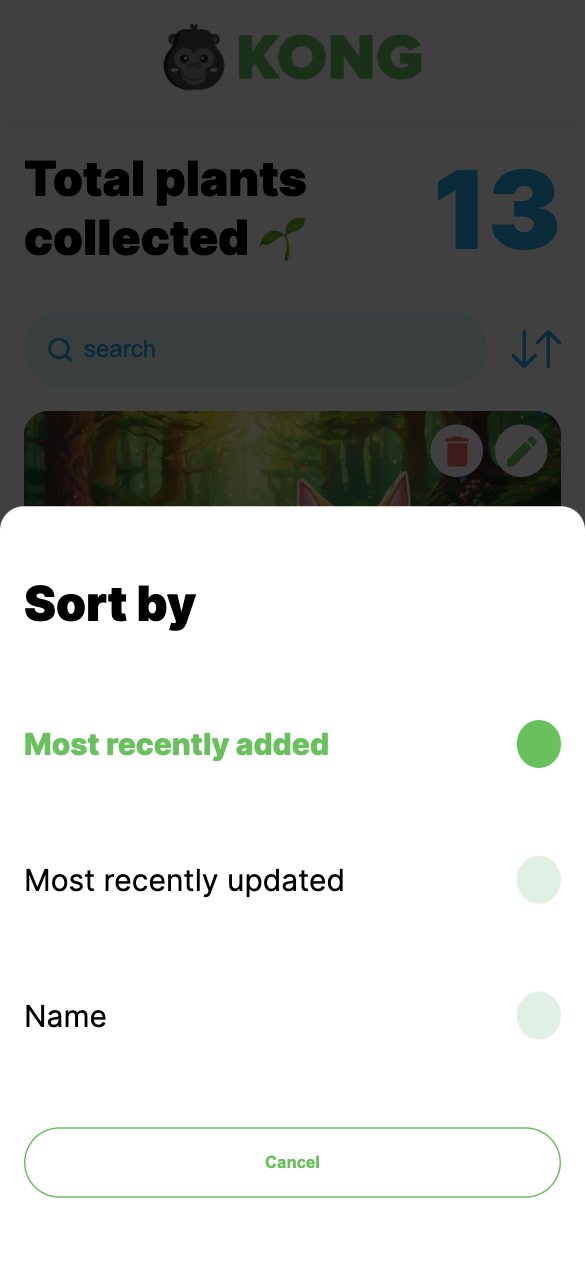 KONG
Total plants
collected 🌱
13
search
Sort by
Most recently added
Most recently updated
Name
Cancel